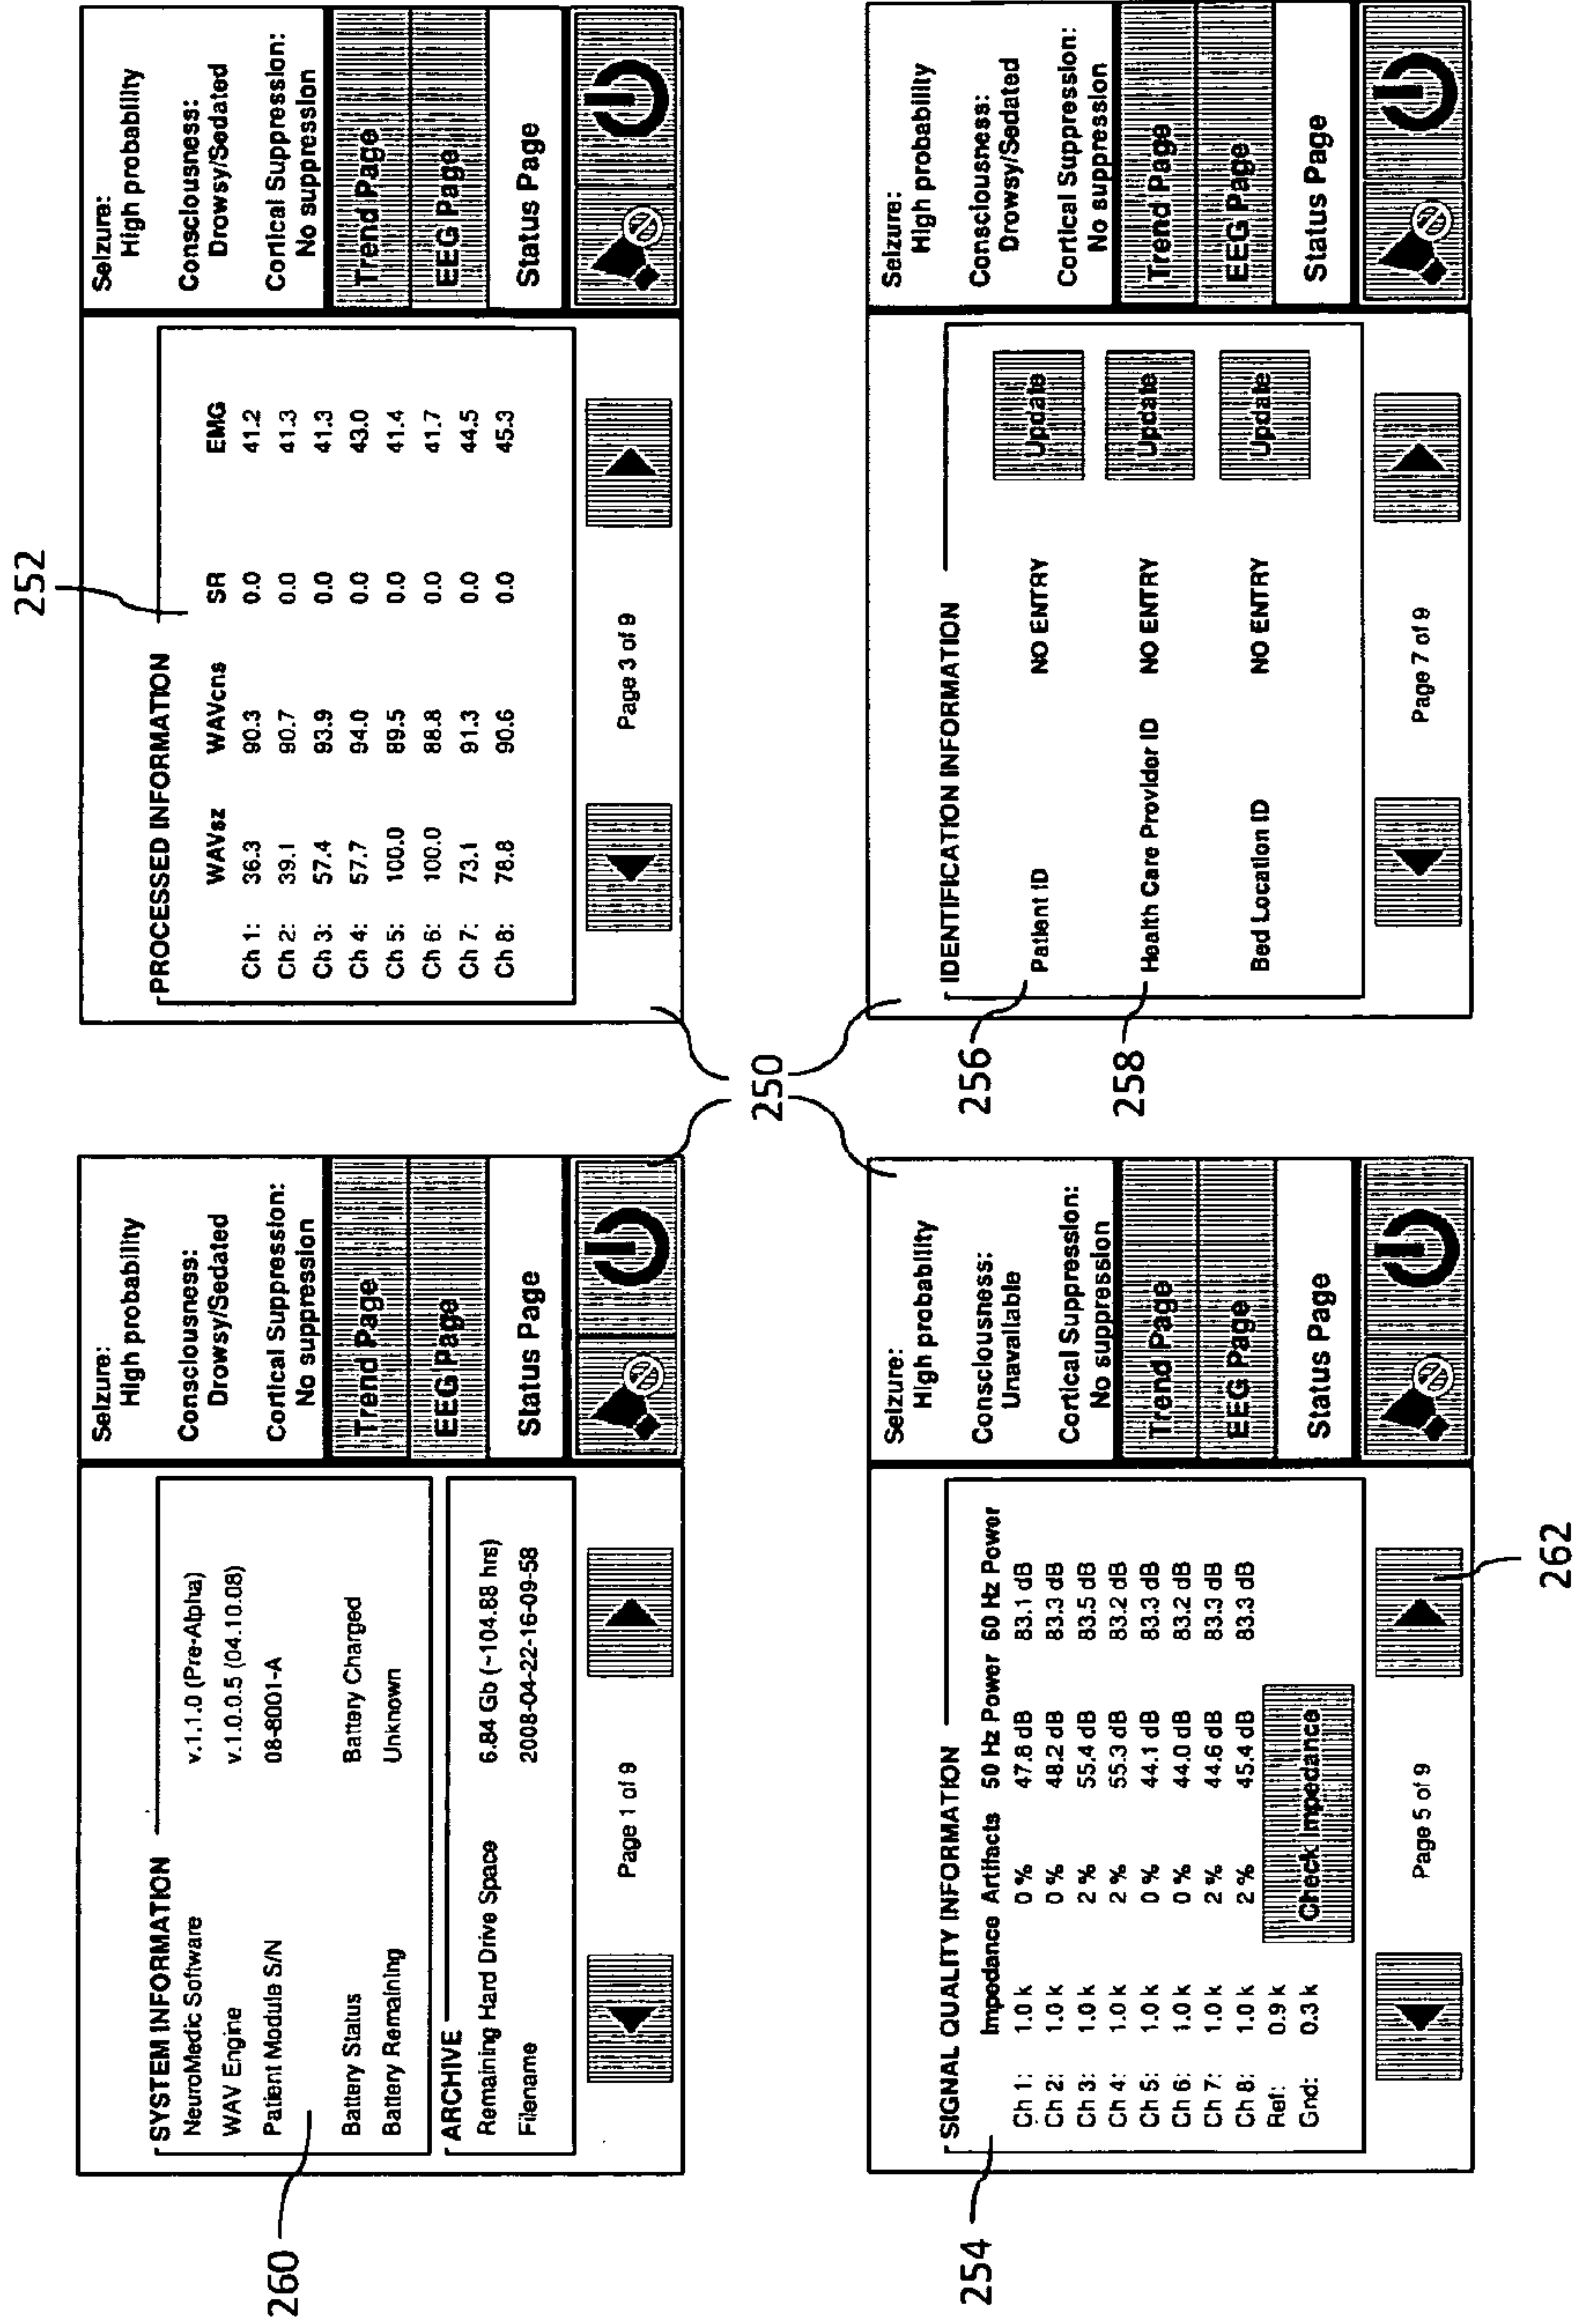 260
SYSTEM INFORMATION
NeuroMedic Software v.1.1.0 (Pre-Alpha)
WAV Engine v.1.0.0.5 (04.10.08)
Patient Module S/N 08-8001-A
Battery Status Battery Charged
Battery Remaining Unknown
ARCHIVE
Remaining Hard Drive Space 6.84 Gb (~104.88 hrs)
Filename 2008-04-22-16-09-58
Page 1 of 9
Seizure:
High probability
Consciousness:
Drowsy/Sedated
Cortical Suppression:
No suppression
Trend Page
EEG Page
Status Page
252
PROCESSED INFORMATION
WAVsz WAVcns SR EMG
Ch 1: 36.3 90.3 0.0 41.2
Ch 2: 39.1 90.7 0.0 41.3
Ch 3: 57.4 93.9 0.0 41.3
Ch 4: 57.7 94.0 0.0 43.0
Ch 5: 100.0 89.5 0.0 41.4
Ch 6: 100.0 88.8 0.0 41.7
Ch 7: 73.1 91.3 0.0 44.5
Ch 8: 78.8 90.6 0.0 45.3
Page 3 of 9
Seizure:
High probability
Consciousness:
Drowsy/Sedated
Cortical Suppression:
No suppression
Trend Page
EEG Page
Status Page
250
254
SIGNAL QUALITY INFORMATION
Impedance Artifacts 50 Hz Power 60 Hz Power
Ch 1: 1.0 k 0 % 47.8 dB 83.1 dB
Ch 2: 1.0 k 0 % 48.2 dB 83.3 dB
Ch 3: 1.0 k 2 % 55.4 dB 83.5 dB
Ch 4: 1.0 k 2 % 55.3 dB 83.2 dB
Ch 5: 1.0 k 0 % 44.1 dB 83.3 dB
Ch 6: 1.0 k 0 % 44.0 dB 83.2 dB
Ch 7: 1.0 k 2 % 44.6 dB 83.3 dB
Ch 8: 1.0 k 2 % 45.4 dB 83.3 dB
Ref: 0.9 k
Gnd: 0.3 k
Check Impedance
Page 5 of 9
262
Seizure:
High probability
Consciousness:
Unavailable
Cortical Suppression:
No suppression
Trend Page
EEG Page
Status Page
256
258
IDENTIFICATION INFORMATION
Patient ID NO ENTRY Update
Health Care Provider ID NO ENTRY Update
Bed Location ID NO ENTRY Update
Page 7 of 9
Seizure:
High probability
Consciousness:
Drowsy/Sedated
Cortical Suppression:
No suppression
Trend Page
EEG Page
Status Page